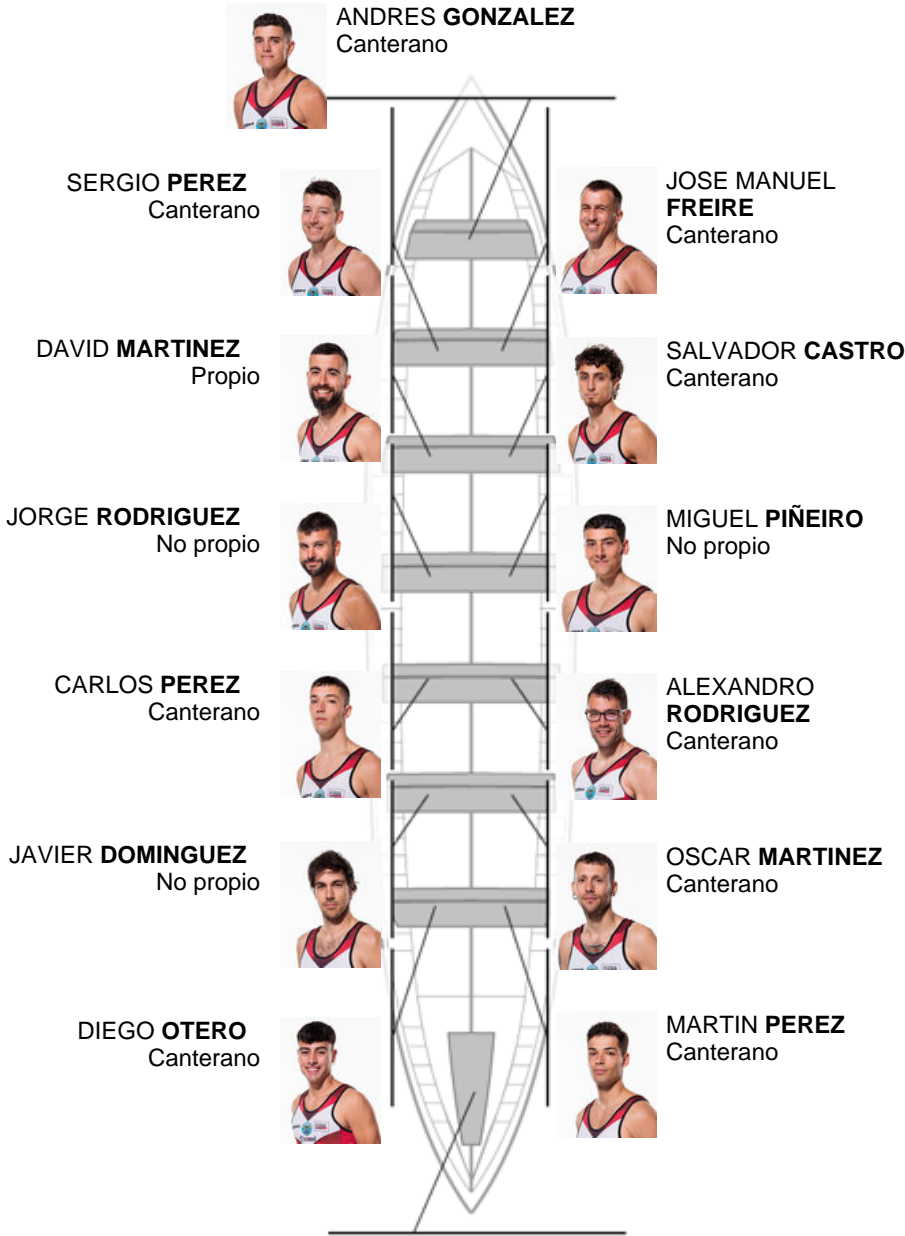 ANDRES GONZALEZ
Canterano
SERGIO PEREZ
Canterano
JOSE MANUEL
FREIRE
Canterano
DAVID MARTINEZ
Propio
SALVADOR CASTRO
Canterano
JORGE RODRIGUEZ
No propio
MIGUEL PIÑEIRO
No propio
CARLOS PEREZ
Canterano
ALEXANDRO
RODRIGUEZ
Canterano
JAVIER DOMINGUEZ
No propio
OSCAR MARTINEZ
Canterano
DIEGO OTERO
Canterano
MARTIN PEREZ
Canterano